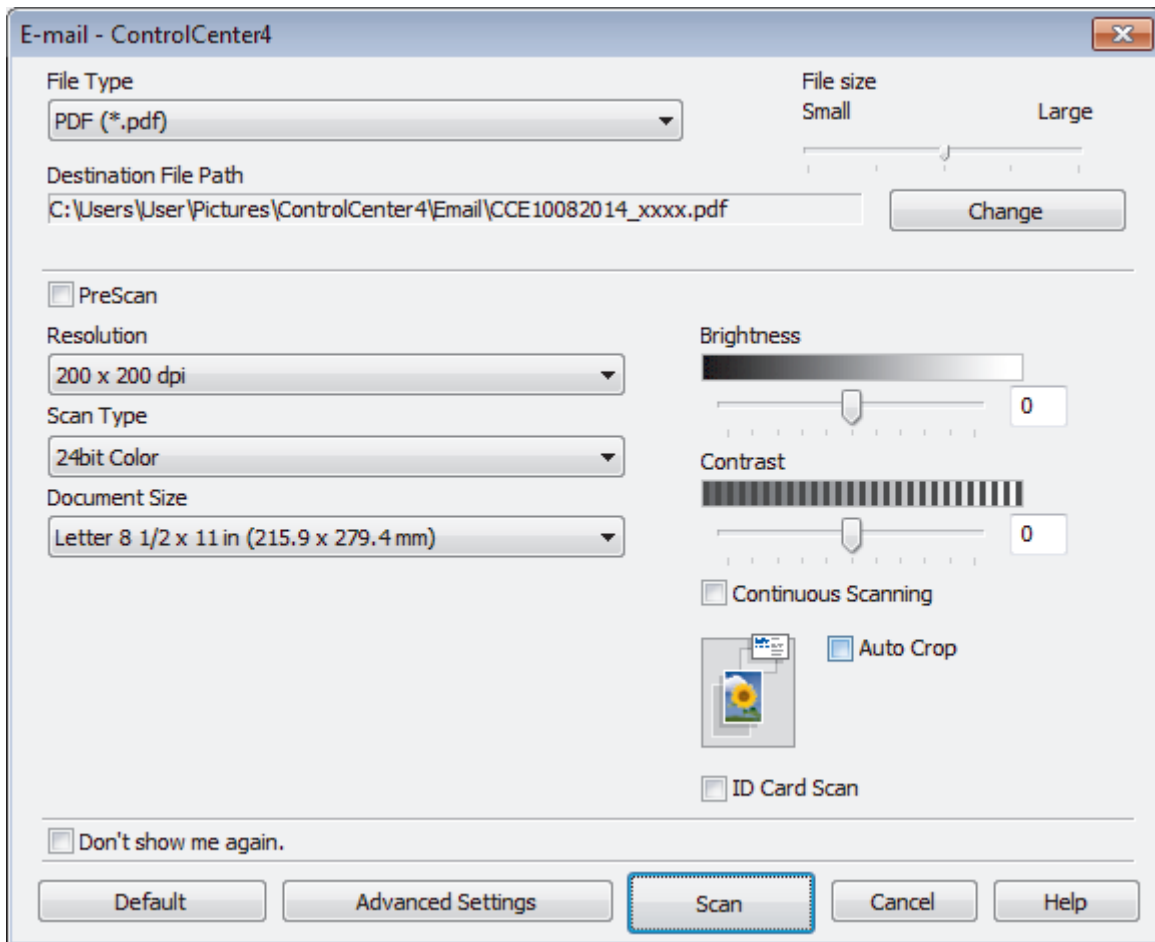 E-mail - ControlCenter4
File Type
PDF (*.pdf)
File size
Small Large
Destination File Path
C:\Users\User\Pictures\ControlCenter4\Email\CCE10082014_xxxx.pdf
Change
PreScan
Resolution
200 x 200 dpi
Scan Type
24bit Color
Document Size
Letter 8 1/2 x 11 in (215.9 x 279.4 mm)
Brightness
0
Contrast
0
Continuous Scanning
Auto Crop
ID Card Scan
Don't show me again.
Default Advanced Settings Scan Cancel Help